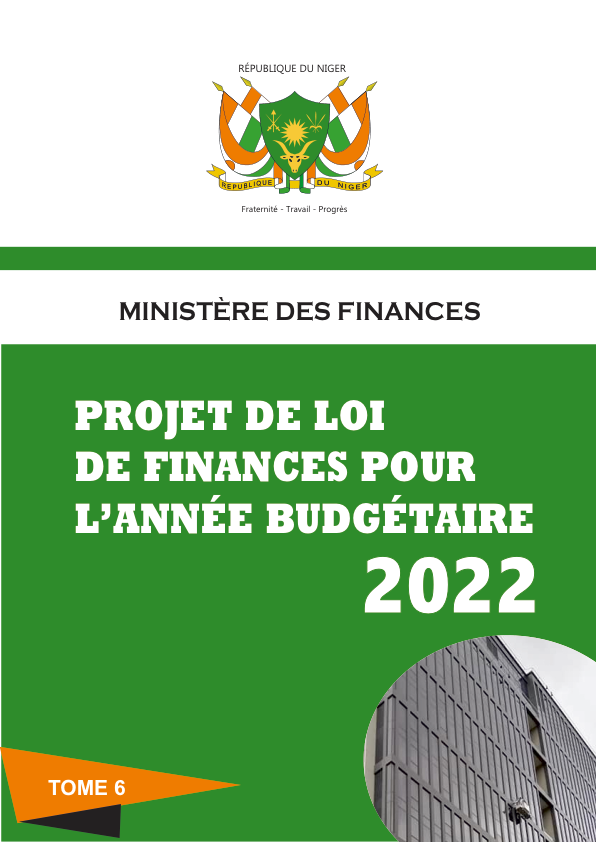 RÉPUBLIQUE DU NIGER
RÉPUBLIQUE DU NIGER
Fraternité - Travail - Progrès
MINISTÈRE DES FINANCES
PROJET DE LOI
DE FINANCES POUR
L'ANNÉE BUDGÉTAIRE
2022
TOME 6